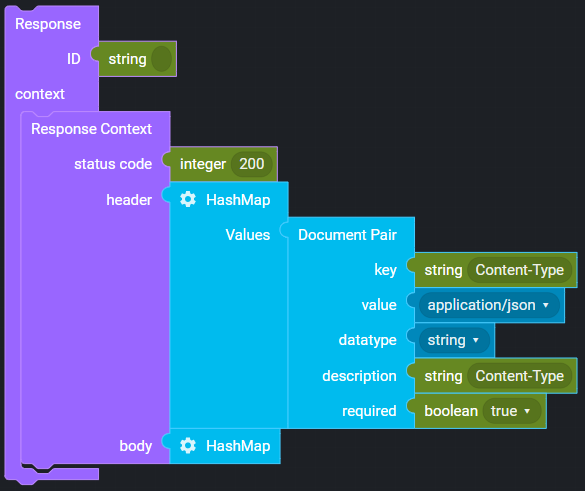 Response
ID string
context
Response Context
status code integer 200
header HashMap
Values Document Pair
key string Content-Type
value application/json
datatype string
description string Content-Type
required boolean true
body HashMap